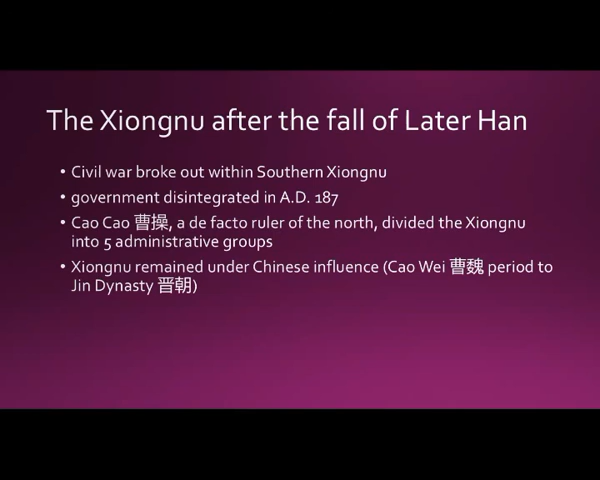 The Xiongnu after the fall of Later Han
• Civil war broke out within Southern Xiongnu
• government disintegrated in A.D. 187
• Cao Cao 曹操, a de facto ruler of the north, divided the Xiongnu
into 5 administrative groups
• Xiongnu remained under Chinese influence (Cao Wei 曹魏 period to
Jin Dynasty 晋朝)